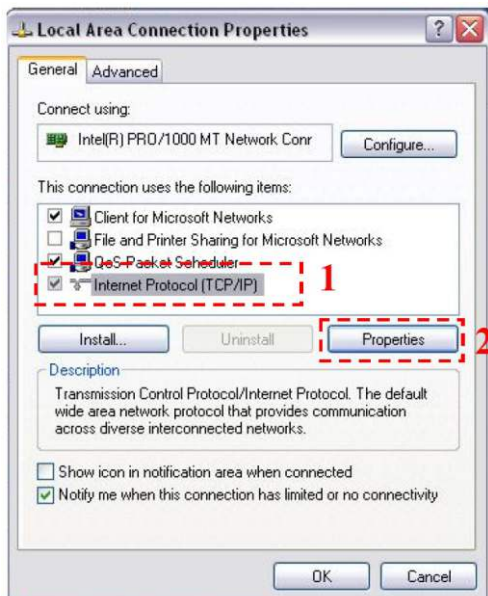 Local Area Connection Properties
General Advanced
Connect using:
Intel(R) PRO/1000 MT Network Conr
Configure...
This connection uses the following items:
Client for Microsoft Networks
File and Printer Sharing for Microsoft Networks
QoS Packet Scheduler
Internet Protocol (TCP/IP)
1
Install... Uninstall Properties
2
Description
Transmission Control Protocol/Internet Protocol. The default
wide area network protocol that provides communication
across diverse interconnected networks.
Show icon in notification area when connected
Notify me when this connection has limited or no connectivity
OK Cancel